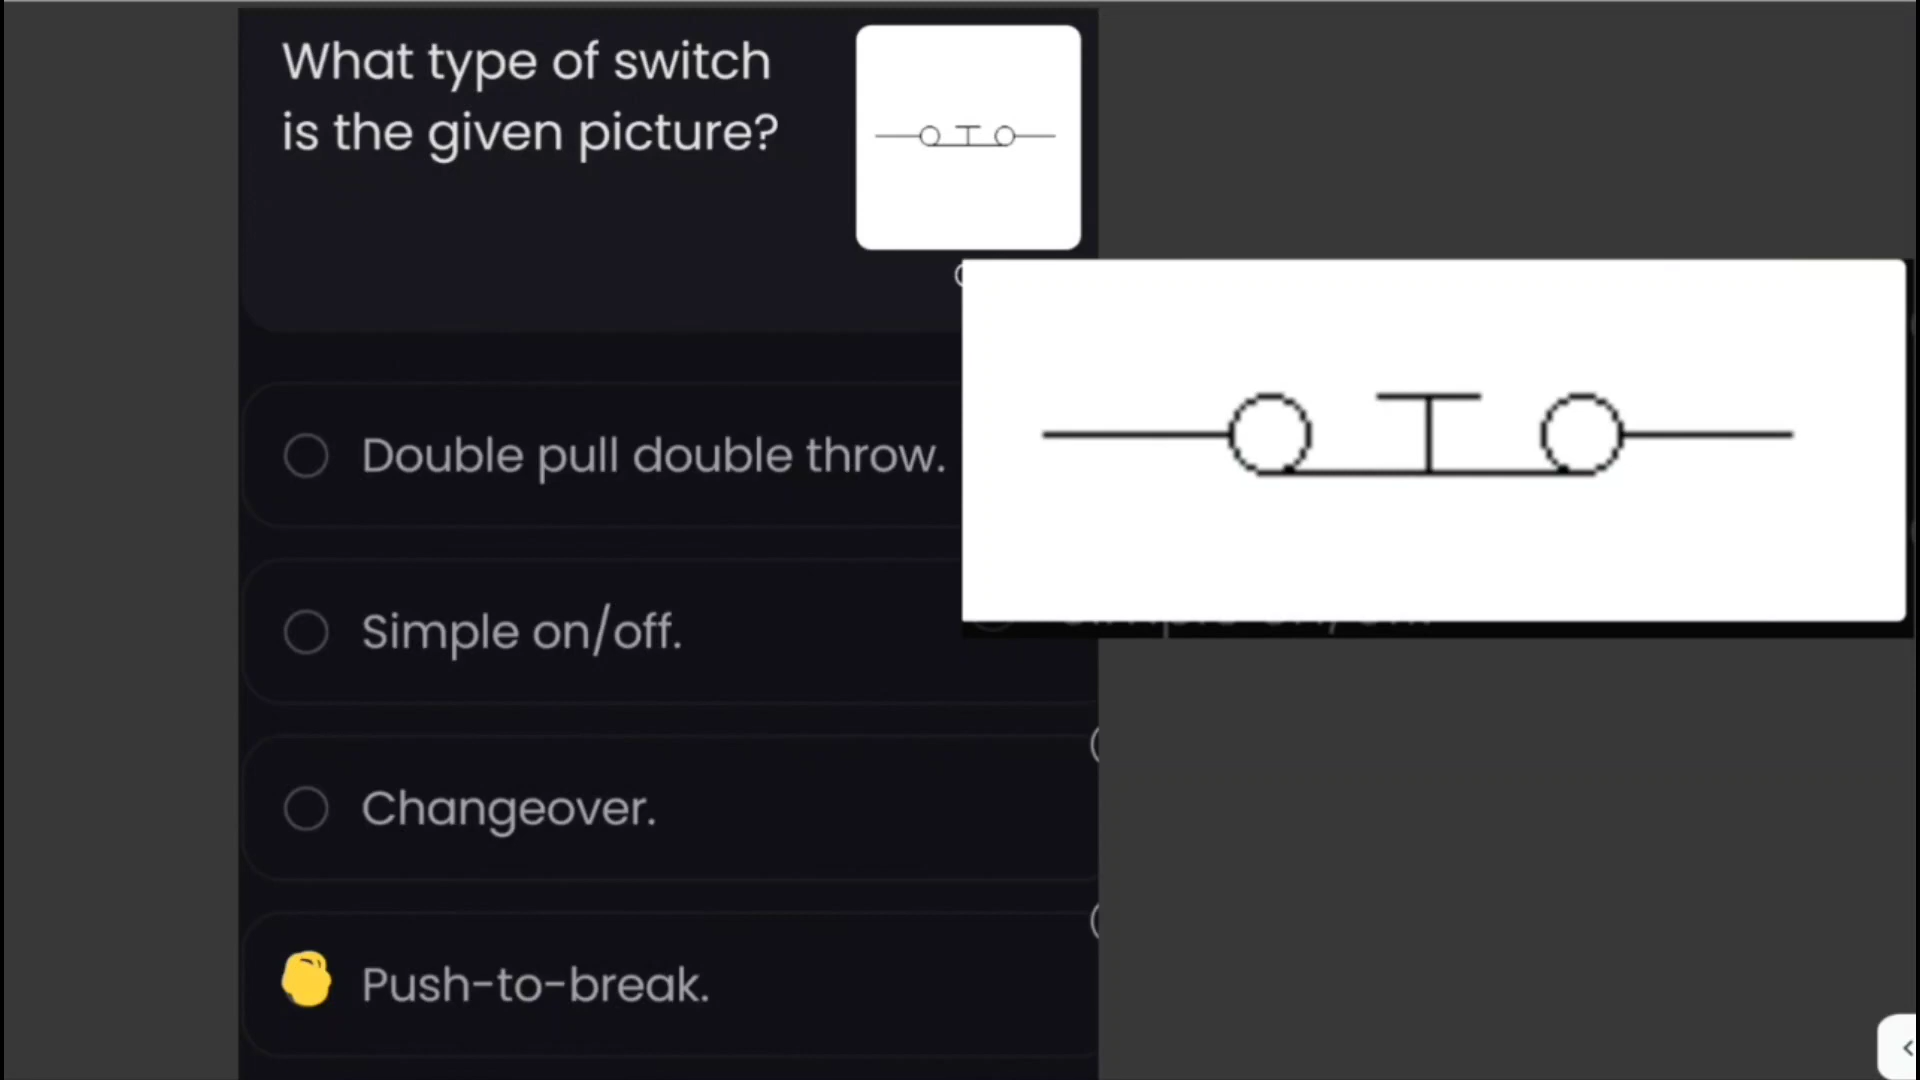 What type of switch
is the given picture?
Double pull double throw.
Simple on/off.
Changeover.
Push-to-break.